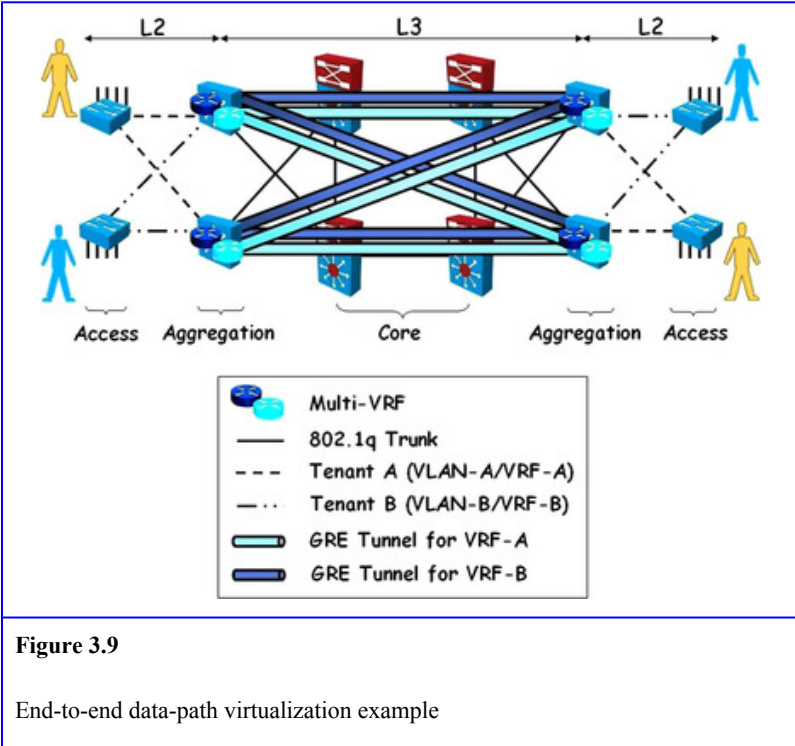 L2 L3 L2
Access Aggregation Core Aggregation Access
Multi-VRF
802.1q Trunk
Tenant A (VLAN-A/VRF-A)
Tenant B (VLAN-B/VRF-B)
GRE Tunnel for VRF-A
GRE Tunnel for VRF-B
Figure 3.9
End-to-end data-path virtualization example